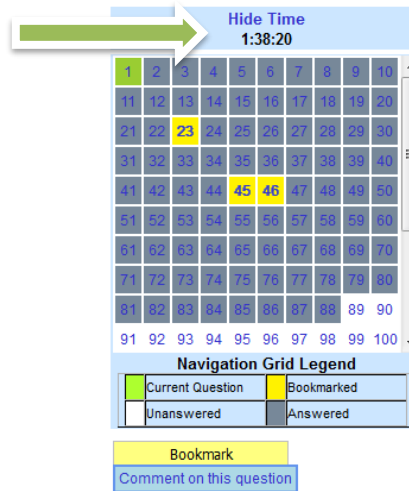 Hide Time
1:38:20
1 2 3 4 5 6 7 8 9 10
11 12 13 14 15 16 17 18 19 20
21 22 23 24 25 26 27 28 29 30
31 32 33 34 35 36 37 38 39 40
41 42 43 44 45 46 47 48 49 50
51 52 53 54 55 56 57 58 59 60
61 62 63 64 65 66 67 68 69 70
71 72 73 74 75 76 77 78 79 80
81 82 83 84 85 86 87 88 89 90
91 92 93 94 95 96 97 98 99 100
Navigation Grid Legend
Current Question Bookmarked
Unanswered Answered
Bookmark
Comment on this question